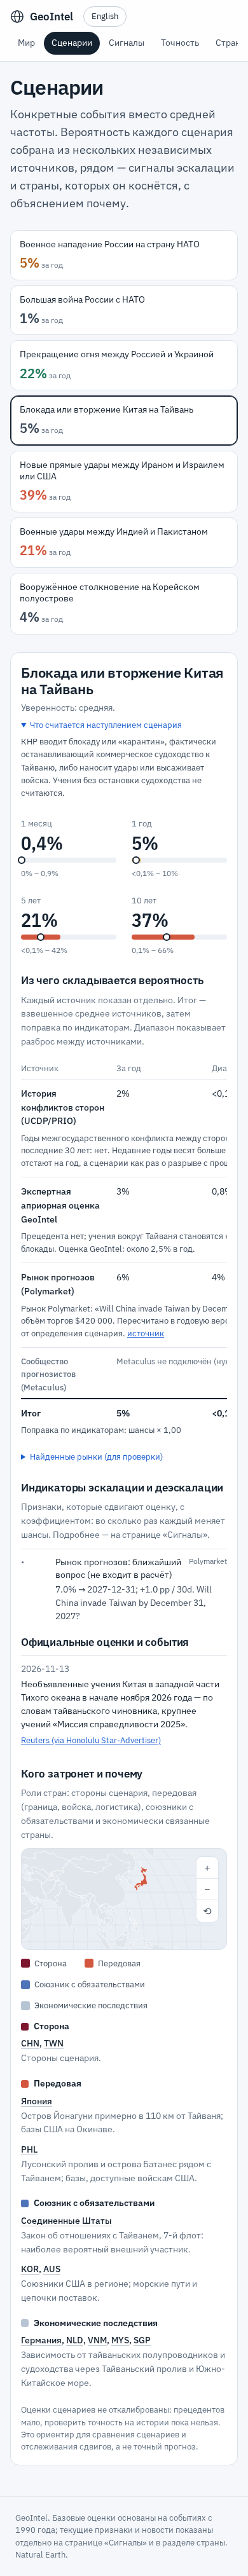 GeoIntel English
Мир Сценарии Сигналы Точность Стран
Сценарии
Конкретные события вместо средней
частоты. Вероятность каждого сценария
собрана из нескольких независимых
источников, рядом — сигналы эскалации
и страны, которых он коснётся, с
объяснением почему.
Военное нападение России на страну НАТО
5% за год
Большая война России с НАТО
1% за год
Прекращение огня между Россией и Украиной
22% за год
Блокада или вторжение Китая на Тайвань
5% за год
Новые прямые удары между Ираном и Израилем
или США
39% за год
Военные удары между Индией и Пакистаном
21% за год
Вооружённое столкновение на Корейском
полуострове
4% за год
Блокада или вторжение Китая
на Тайвань
Уверенность: средняя.
▼ Что считается наступлением сценария
КНР вводит блокаду или «карантин», фактически
останавливающий коммерческое судоходство к
Тайваню, либо наносит удары или высаживает
войска. Учения без остановки судоходства не
считаются.
1 месяц
0,4%
0% – 0,9%
1 год
5%
<0,1% – 10%
5 лет
21%
<0,1% – 42%
10 лет
37%
0,1% – 66%
Из чего складывается вероятность
Каждый источник показан отдельно. Итог —
взвешенное среднее источников, затем
поправка по индикаторам. Диапазон показывает
разброс между источниками.
Источник За год Диа
История
конфликтов сторон
(UCDP/PRIO)
2%
Годы межгосударственного конфликта между сторо
последние 30 лет: нет. Недавние годы весят больше
отстают на год, а сценарии как раз о разрыве с про
Экспертная
априорная оценка
GeoIntel
3% 0,8
Прецедента нет; учения вокруг Тайваня становятся
блокады. Оценка GeoIntel: около 2,5% в год.
Рынок прогнозов
(Polymarket)
6% 4%
Рынок Polymarket: «Will China invade Taiwan by Decem
объём торгов $420 000. Пересчитано в годовую веро
от определения сценария. источник
Сообщество
прогнозистов
(Metaculus)
Metaculus не подключён (ну
Итог 5%
Поправка по индикаторам: шансы × 1,00
▶ Найденные рынки (для проверки)
Индикаторы эскалации и деэскалации
Признаки, которые сдвигают оценку, с
коэффициентом: во сколько раз каждый меняет
шансы. Подробнее — на странице «Сигналы».
· Рынок прогнозов: ближайший Polymarket
вопрос (не входит в расчёт)
7.0% → 2027-12-31; +1.0 pp / 30d. Will
China invade Taiwan by December 31,
2027?
Официальные оценки и события
2026-11-13
Необъявленные учения Китая в западной части
Тихого океана в начале ноября 2026 года — по
словам тайваньского чиновника, крупнее
учений «Миссия справедливости 2025».
Reuters (via Honolulu Star-Advertiser)
Кого затронет и почему
Роли стран: стороны сценария, передовая
(граница, войска, логистика), союзники с
обязательствами и экономически связанные
страны.
+
−
⟲
Сторона Передовая
Союзник с обязательствами
Экономические последствия
Сторона
CHN, TWN
Стороны сценария.
Передовая
Япония
Остров Йонагуни примерно в 110 км от Тайваня;
базы США на Окинаве.
PHL
Лусонский пролив и острова Батанес рядом с
Тайванем; базы, доступные войскам США.
Союзник с обязательствами
Соединенные Штаты
Закон об отношениях с Тайванем, 7-й флот:
наиболее вероятный внешний участник.
KOR, AUS
Союзники США в регионе; морские пути и
цепочки поставок.
Экономические последствия
Германия, NLD, VNM, MYS, SGP
Зависимость от тайваньских полупроводников и
судоходства через Тайваньский пролив и Южно-
Китайское море.
Оценки сценариев не откалиброваны: прецедентов
мало, проверить точность на истории пока нельзя.
Это ориентир для сравнения сценариев и
отслеживания сдвигов, а не точный прогноз.
GeoIntel. Базовые оценки основаны на событиях с
1990 года; текущие признаки и новости показаны
отдельно на странице «Сигналы» и в разделе страны.
Natural Earth.